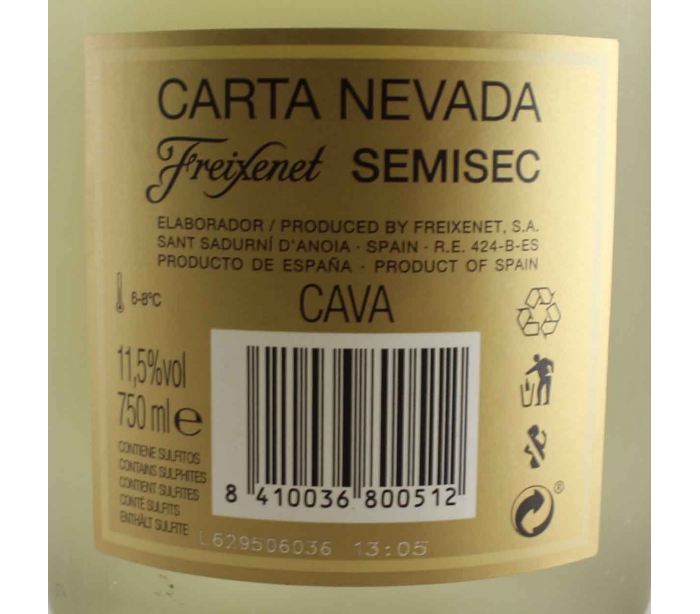 CARTA NEVADA
Freixenet SEMISEC
ELABORADOR / PRODUCED BY FREIXENET, S.A.
SANT SADURNÍ D'ANOIA · SPAIN · R.E. 424-B-ES
PRODUCTO DE ESPAÑA · PRODUCT OF SPAIN
6-8°C
CAVA
11,5%vol
750 ml e
CONTIENE SULFITOS
CONTAINS SULPHITES
CONTIENT SULFITES
CONTÉ SULFITS
ENTHÄLT SULFITE
8 410036 800512
®
L629506036 13:05